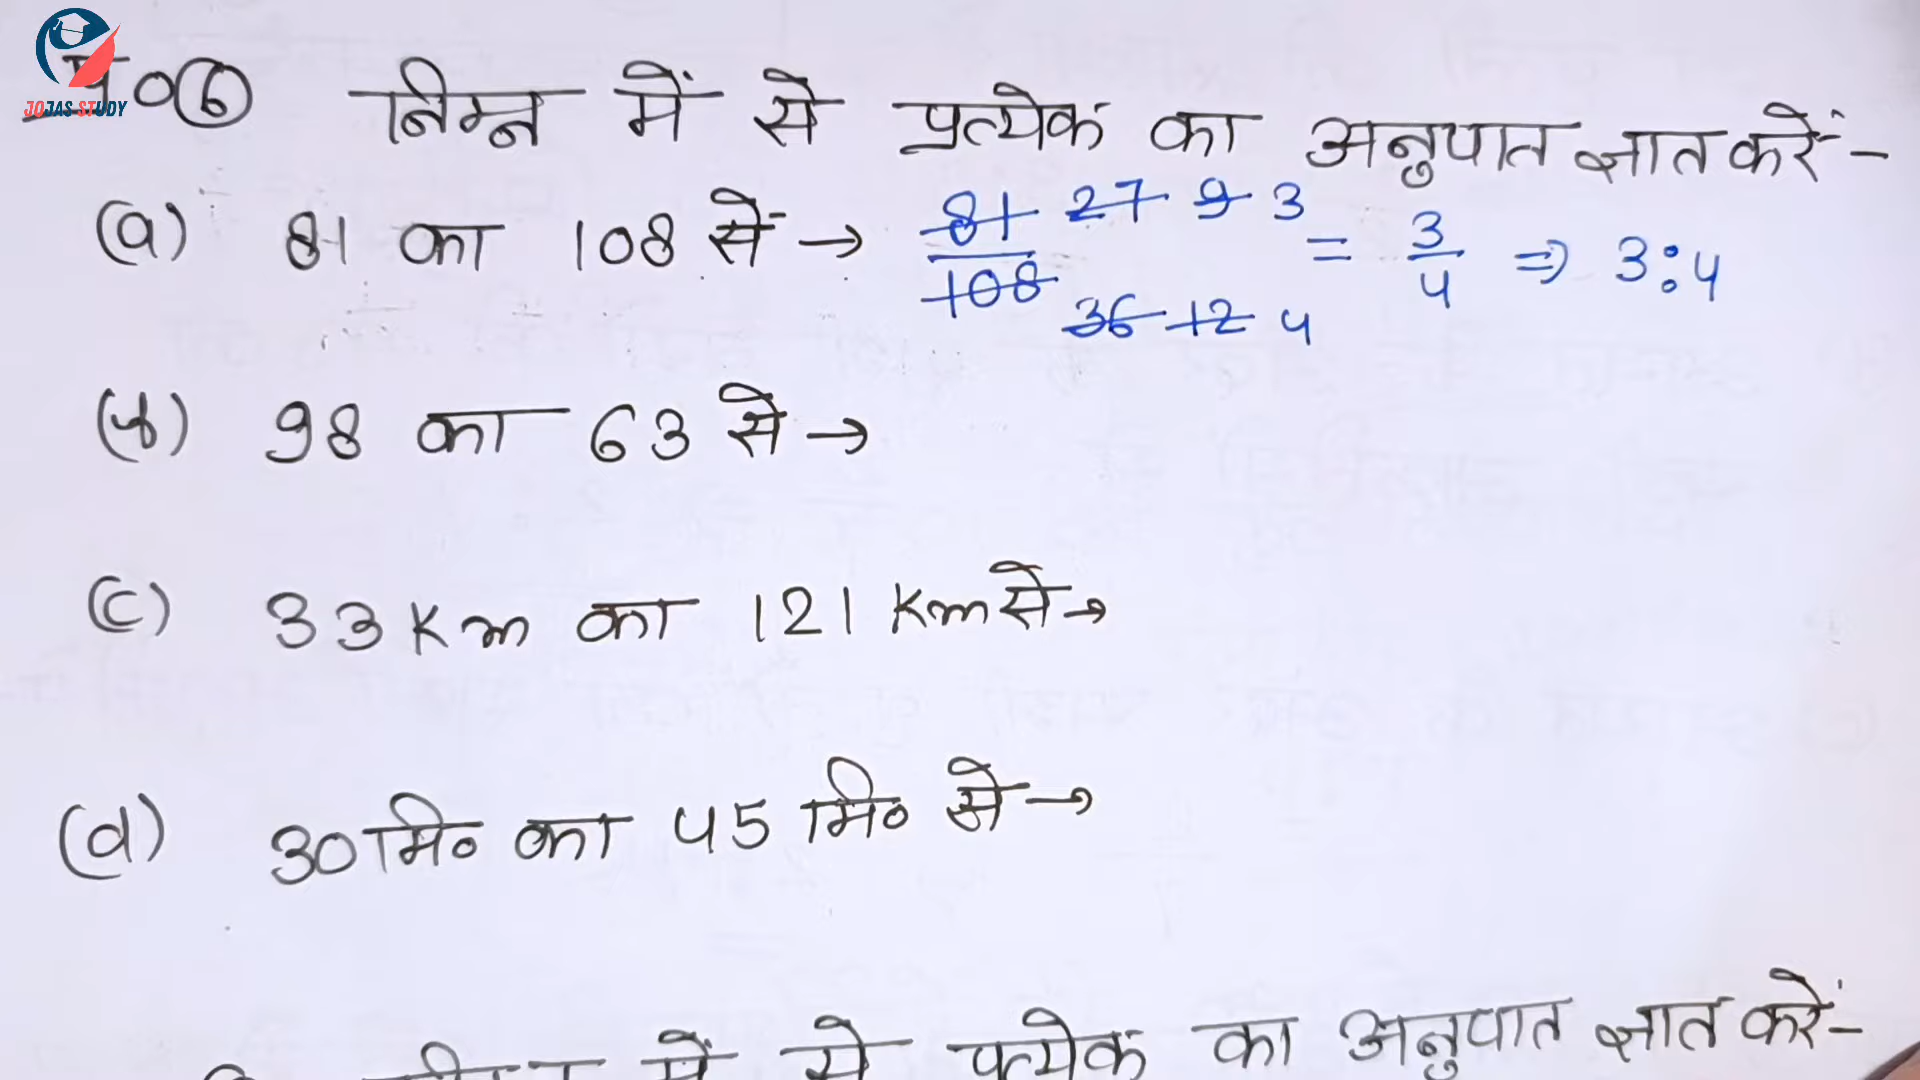 JOJAS STUDY
प्र०⑥ निम्न में से प्रत्येक का अनुपात ज्ञात करें-
(a) 81 का 108 से → 81 27 9 3 / 108 36 12 4 = 3/4 ⇒ 3:4
(b) 98 का 63 से →
(c) 33 Km का 121 Km से →
(d) 30 मि० का 45 मि० से →
में से प्रत्येक का अनुपात ज्ञात करें-